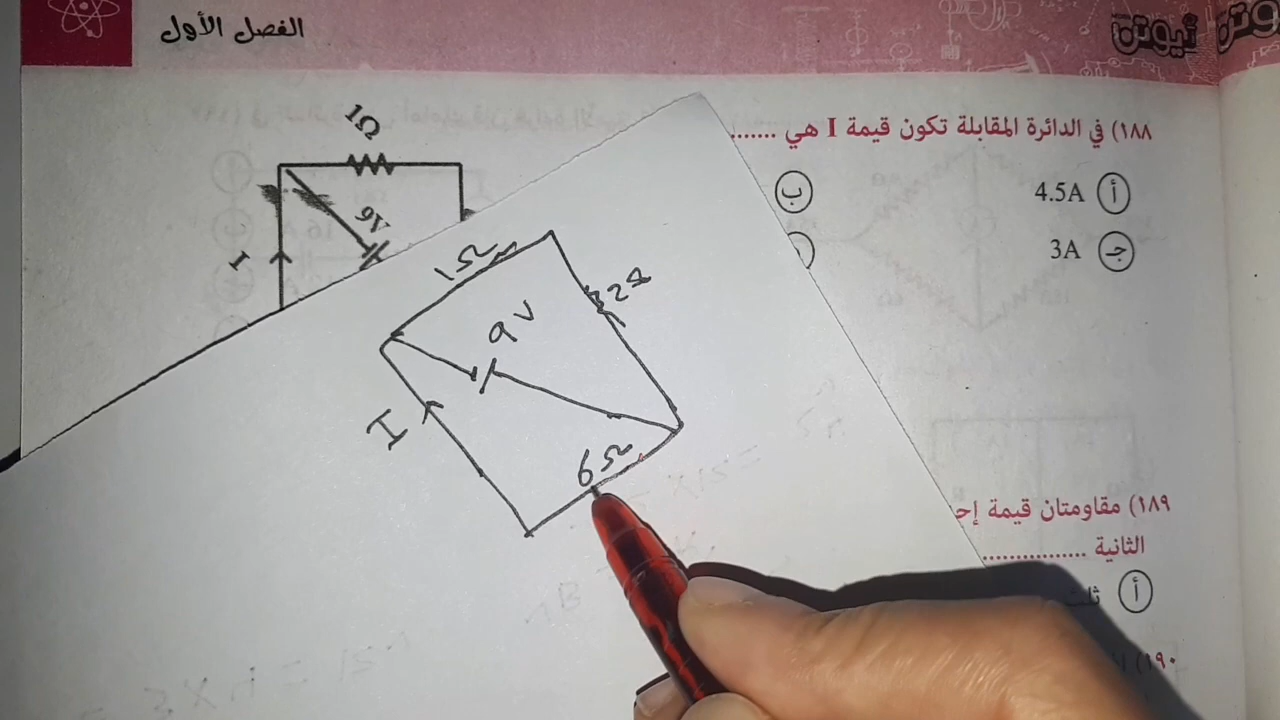 الفصل الأول
نيوتن
١٨٨) في الدائرة المقابلة تكون قيمة I هي .......
أ 4.5A
ب
جـ 3A
1Ω
9V
I
1Ω
2Ω
9V
I
6Ω
١٨٩) مقاومتان قيمة
الثانية ................
أ
١٩٠)